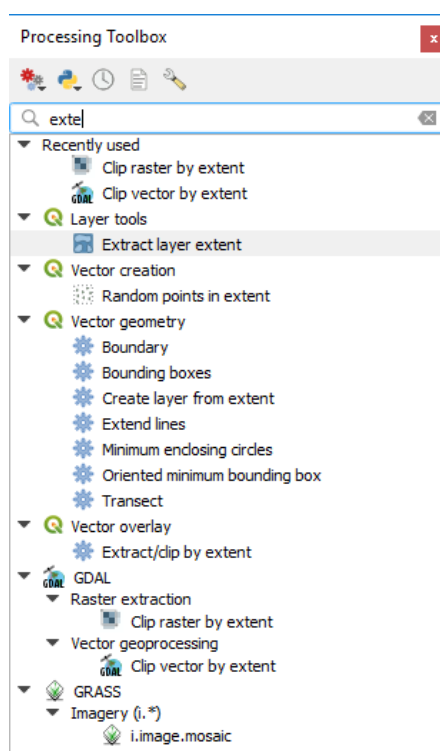 Processing Toolbox
x
exte
Recently used
Clip raster by extent
GDAL Clip vector by extent
Layer tools
Extract layer extent
Vector creation
Random points in extent
Vector geometry
Boundary
Bounding boxes
Create layer from extent
Extend lines
Minimum enclosing circles
Oriented minimum bounding box
Transect
Vector overlay
Extract/clip by extent
GDAL GDAL
Raster extraction
Clip raster by extent
Vector geoprocessing
GDAL Clip vector by extent
GRASS
Imagery (i.*)
i.image.mosaic